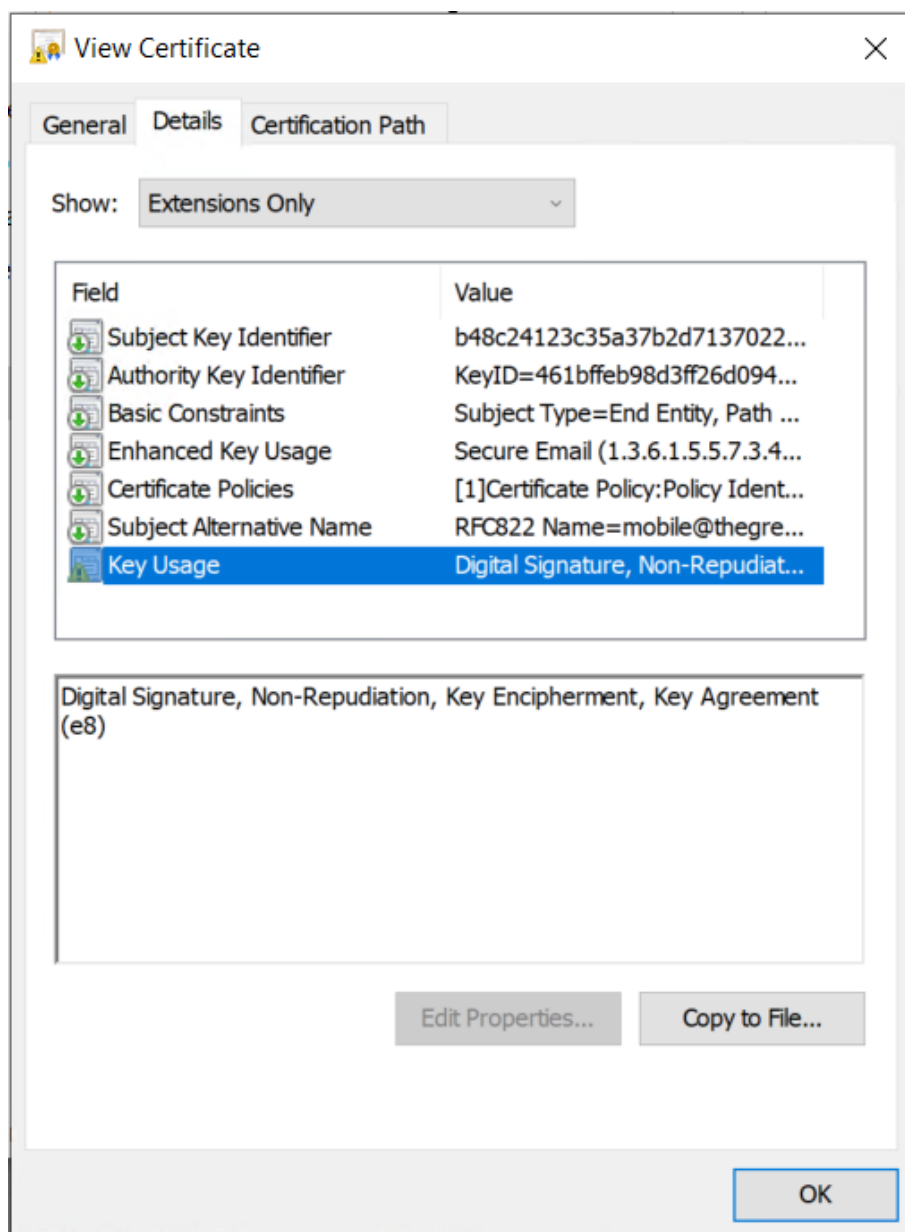 View Certificate
General Details Certification Path
Show: Extensions Only
Field Value
Subject Key Identifier b48c24123c35a37b2d7137022...
Authority Key Identifier KeyID=461bffeb98d3ff26d094...
Basic Constraints Subject Type=End Entity, Path ...
Enhanced Key Usage Secure Email (1.3.6.1.5.5.7.3.4...
Certificate Policies [1]Certificate Policy:Policy Ident...
Subject Alternative Name RFC822 Name=mobile@thegre...
Key Usage Digital Signature, Non-Repudiat...
Digital Signature, Non-Repudiation, Key Encipherment, Key Agreement
(e8)
Edit Properties... Copy to File...
OK